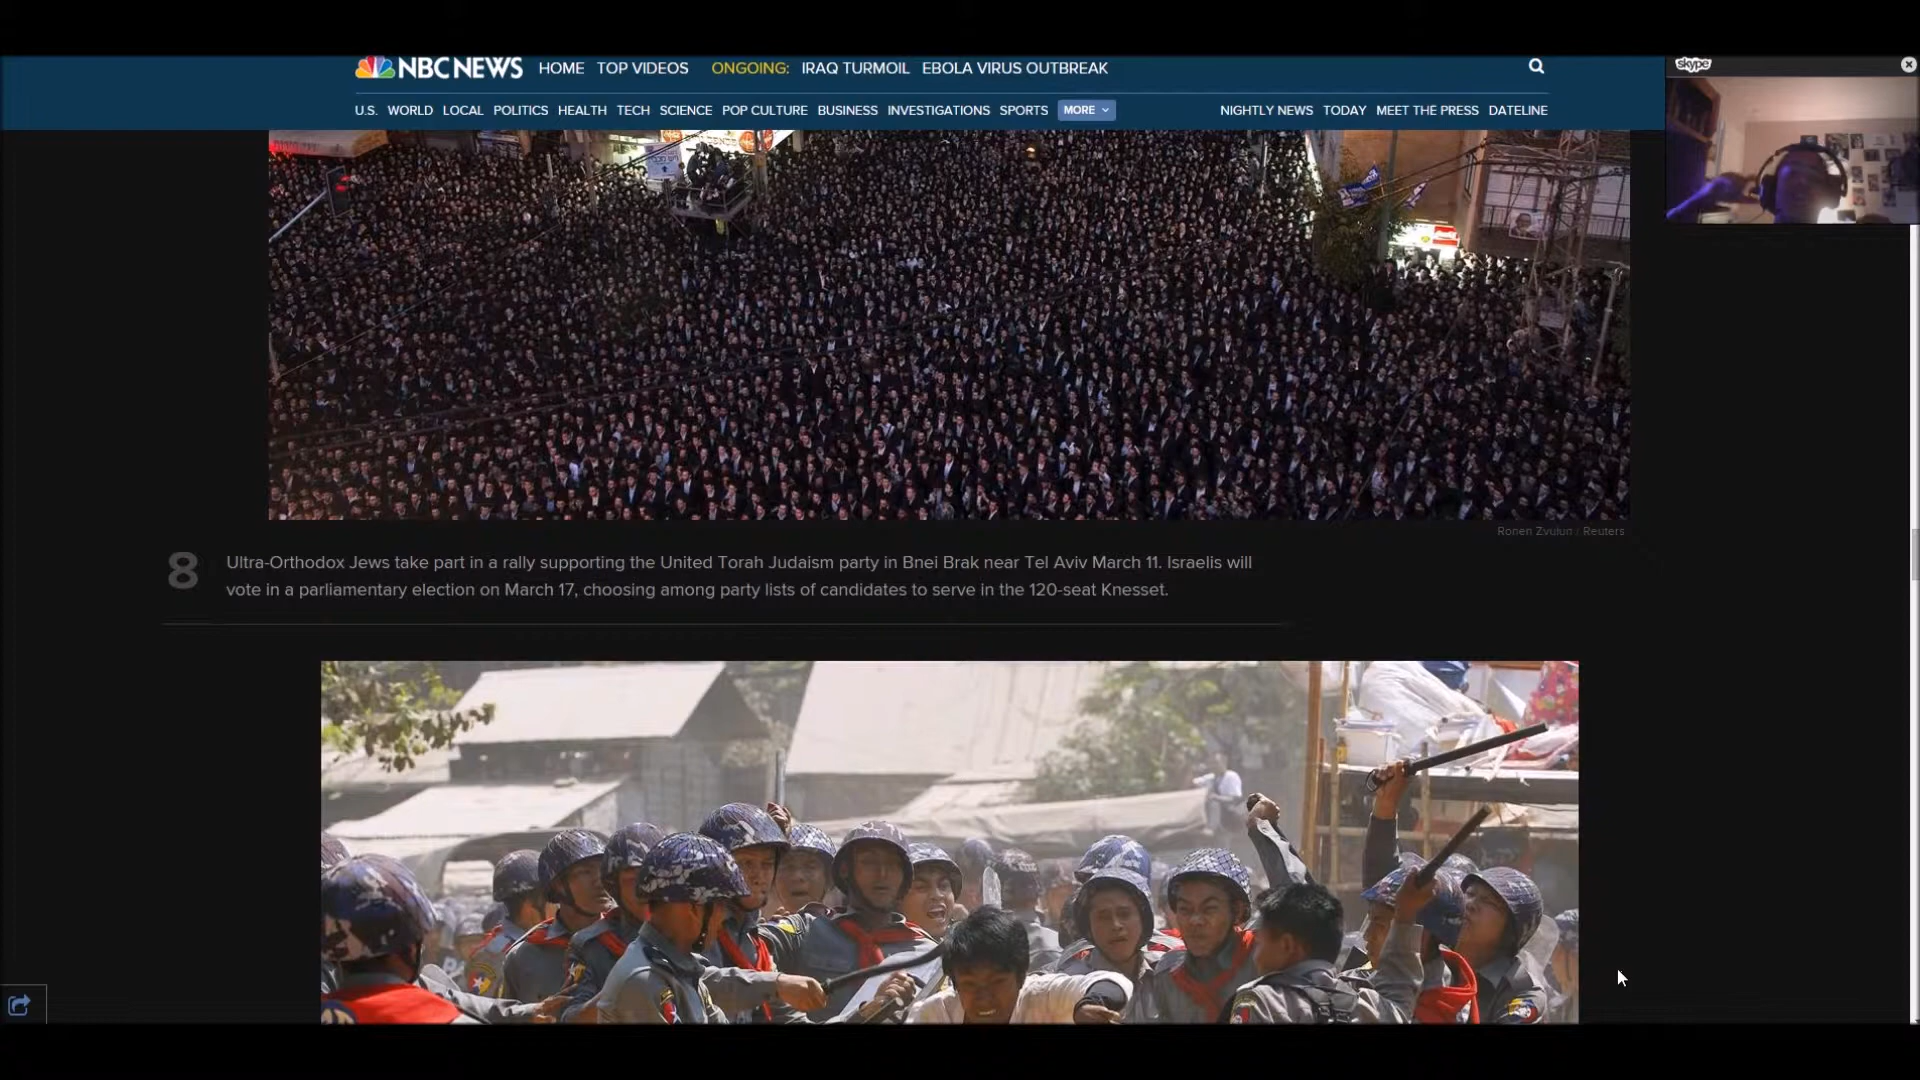 NBC NEWS HOME TOP VIDEOS ONGOING: IRAQ TURMOIL EBOLA VIRUS OUTBREAK
skype
U.S. WORLD LOCAL POLITICS HEALTH TECH SCIENCE POP CULTURE BUSINESS INVESTIGATIONS SPORTS MORE NIGHTLY NEWS TODAY MEET THE PRESS DATELINE
Ronen Zvulun / Reuters
8
Ultra-Orthodox Jews take part in a rally supporting the United Torah Judaism party in Bnei Brak near Tel Aviv March 11. Israelis will
vote in a parliamentary election on March 17, choosing among party lists of candidates to serve in the 120-seat Knesset.